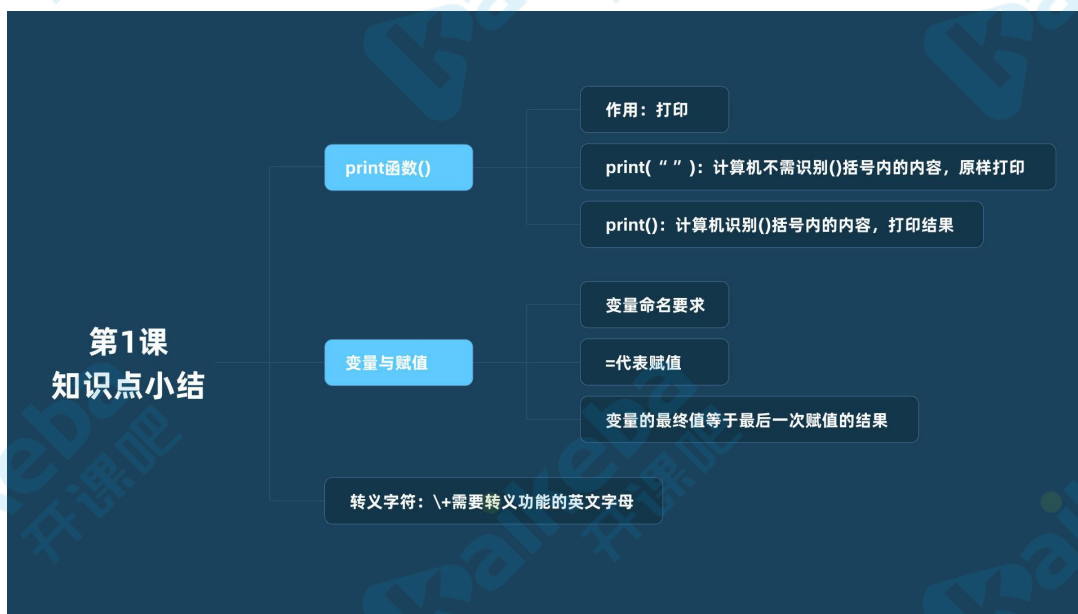 第1课
知识点小结
print函数()
作用：打印
print( “ ” )：计算机不需识别()括号内的内容，原样打印
print()：计算机识别()括号内的内容，打印结果
变量与赋值
变量命名要求
=代表赋值
变量的最终值等于最后一次赋值的结果
转义字符：\+需要转义功能的英文字母
kaikeba
开课吧